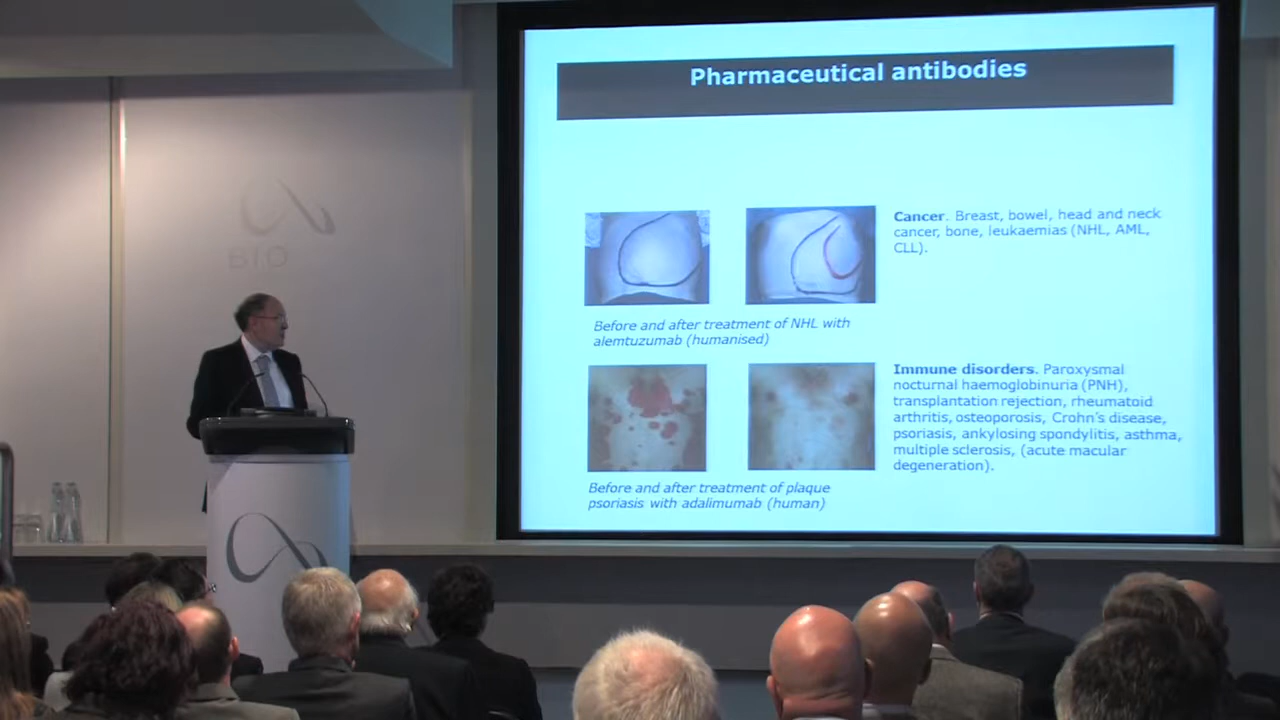 Pharmaceutical antibodies
Cancer. Breast, bowel, head and neck
cancer, bone, leukaemias (NHL, AML,
CLL).
Before and after treatment of NHL with
alemtuzumab (humanised)
Immune disorders. Paroxysmal
nocturnal haemoglobinuria (PNH),
transplantation rejection, rheumatoid
arthritis, osteoporosis, Crohn's disease,
psoriasis, ankylosing spondylitis, asthma,
multiple sclerosis, (acute macular
degeneration).
Before and after treatment of plaque
psoriasis with adalimumab (human)